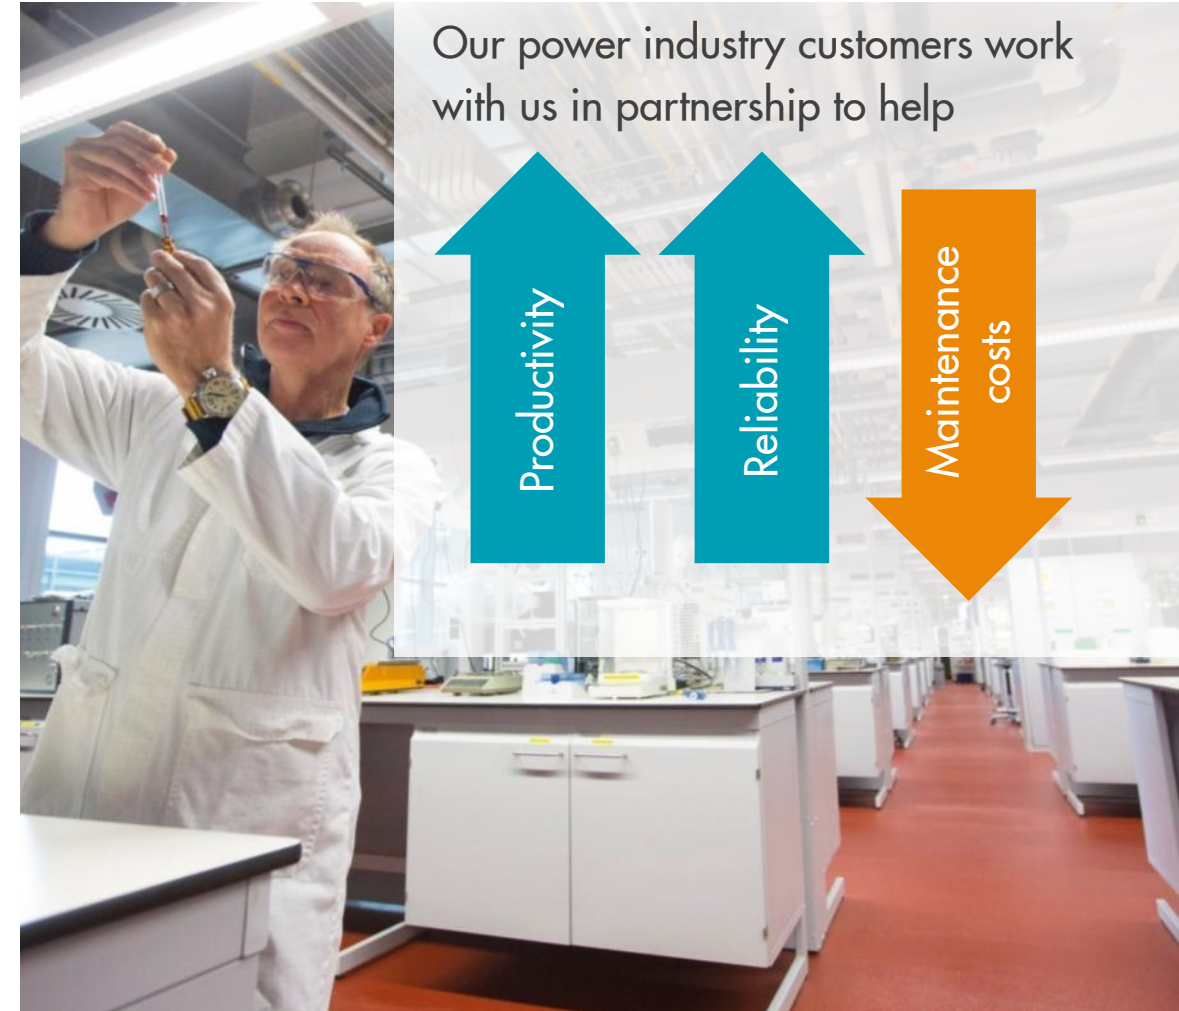 Our power industry customers work
with us in partnership to help
Productivity
Reliability
Maintenance
costs